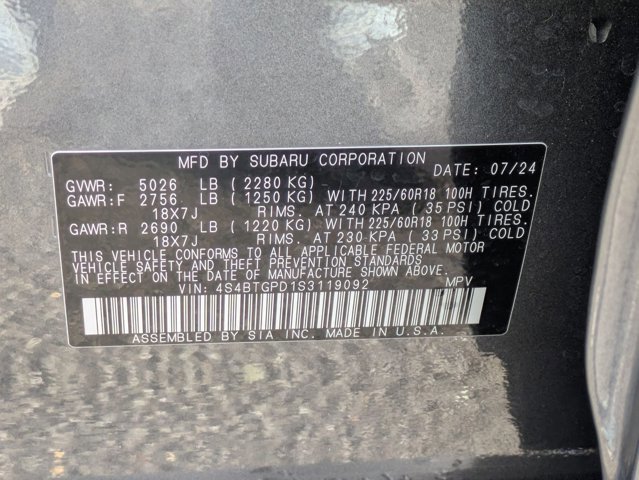 MFD BY SUBARU CORPORATION DATE: 07/24
GVWR: 5026 LB (2280 KG)
GAWR:F 2756 LB (1250 KG) WITH 225/60R18 100H TIRES.
18X7J RIMS. AT 240 KPA (35 PSI) COLD
GAWR:R 2690 LB (1220 KG) WITH 225/60R18 100H TIRES.
18X7J RIMS. AT 230 KPA (33 PSI) COLD
THIS VEHICLE CONFORMS TO ALL APPLICABLE FEDERAL MOTOR
VEHICLE SAFETY AND THEFT PREVENTION STANDARDS
IN EFFECT ON THE DATE OF MANUFACTURE SHOWN ABOVE.
VIN: 4S4BTGPD1S3119092 MPV
ASSEMBLED BY SIA INC. MADE IN U.S.A.